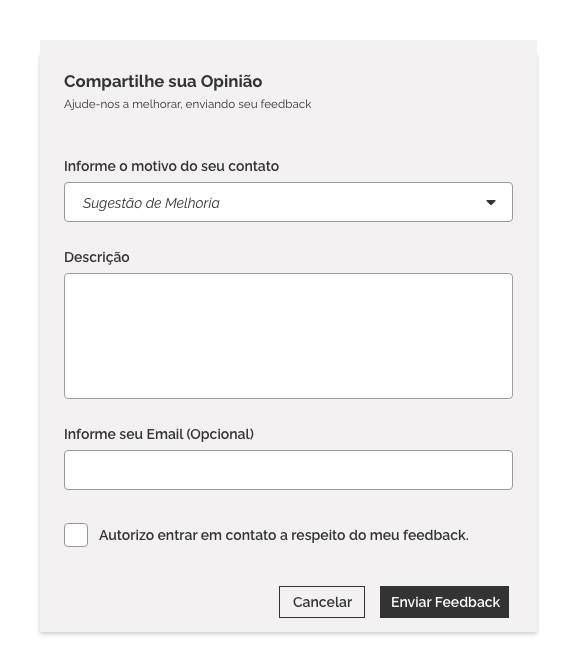 Compartilhe sua Opinião
Ajude-nos a melhorar, enviando seu feedback
Informe o motivo do seu contato
Sugestão de Melhoria
Descrição
Informe seu Email (Opcional)
Autorizo entrar em contato a respeito do meu feedback.
Cancelar
Enviar Feedback